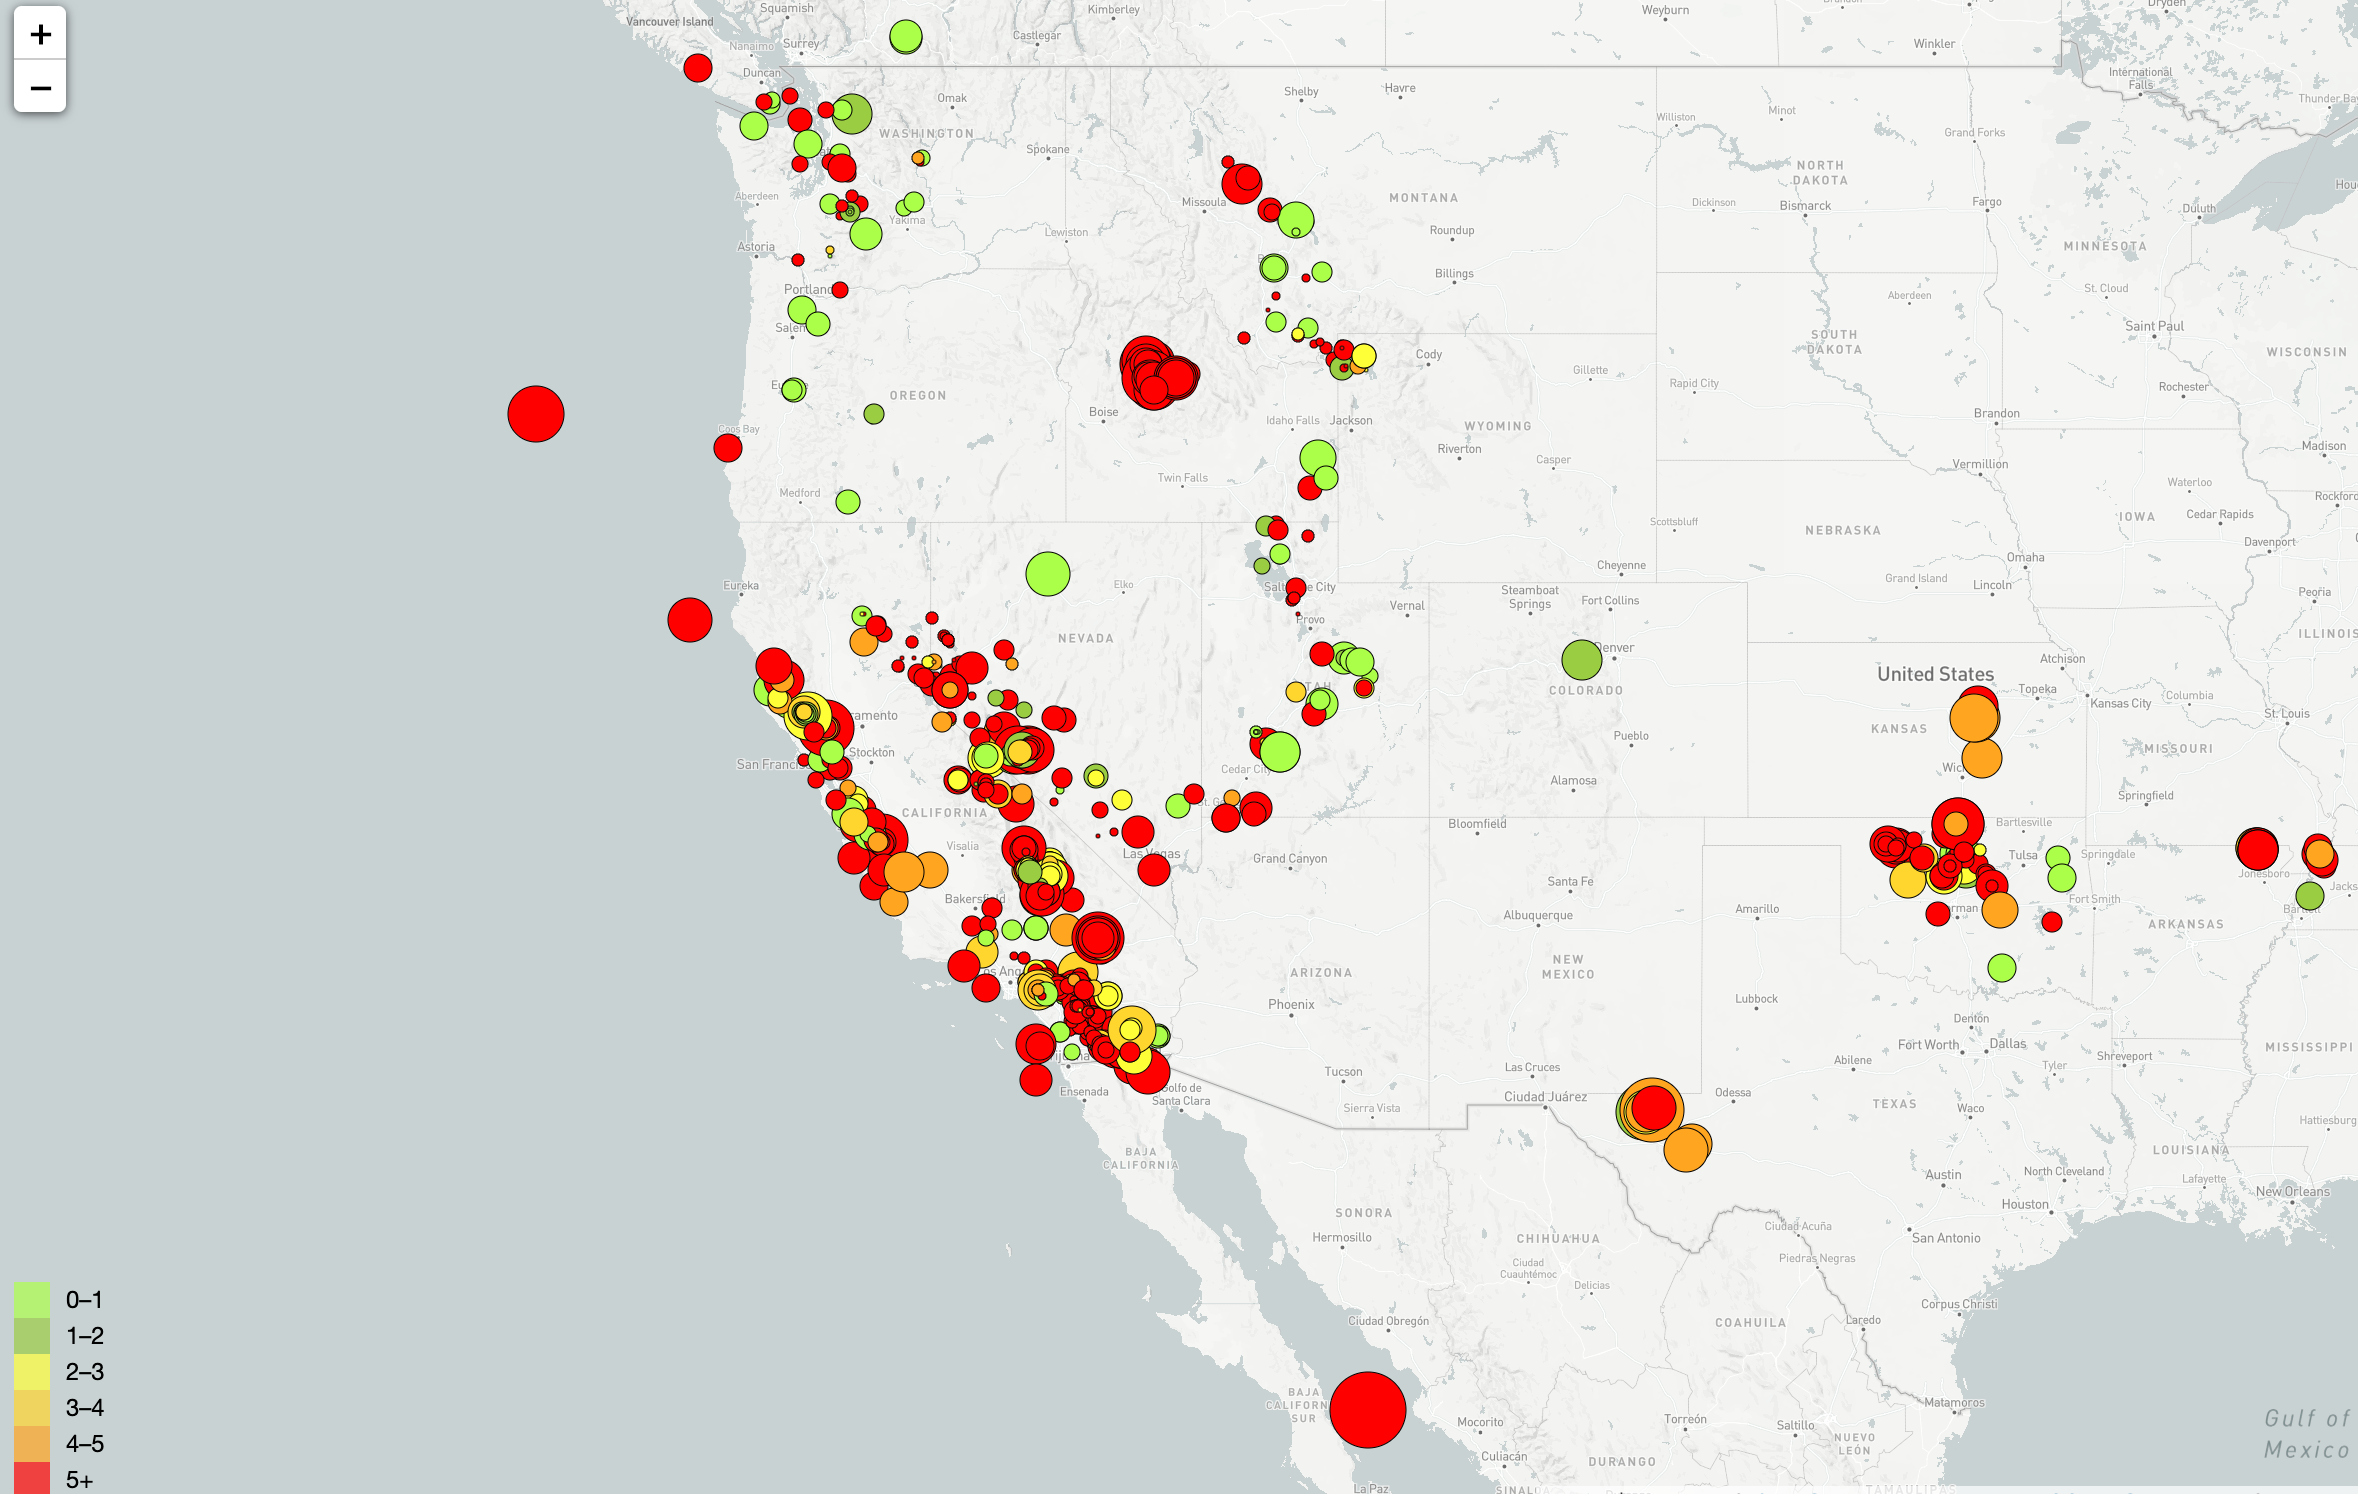 +
−
Vancouver Island
Squamish
Nanaimo
Surrey
Duncan
Castlegar
Kimberley
Weyburn
Winkler
Dryden
International
Falls
Thunder Bay
Omak
WASHINGTON
Spokane
Shelby
Havre
Williston
Minot
Grand Forks
NORTH
DAKOTA
Aberdeen
Yakima
Missoula
MONTANA
Dickinson
Bismarck
Fargo
Duluth
Astoria
Lewiston
Roundup
Billings
MINNESOTA
Portland
Aberdeen
St. Cloud
Salem
SOUTH
DAKOTA
Saint Paul
WISCONSIN
Cody
Gillette
Rapid City
Rochester
OREGON
Boise
Idaho Falls
Jackson
WYOMING
Brandon
Coos Bay
Riverton
Casper
Vermillion
Madison
Medford
Twin Falls
Waterloo
Rockford
Scottsbluff
NEBRASKA
IOWA
Cedar Rapids
Davenport
Eureka
Elko
Salt Lake City
Cheyenne
Omaha
Grand Island
Lincoln
Peoria
Vernal
Steamboat
Springs
Fort Collins
Provo
NEVADA
Denver
ILLINOIS
Atchison
United States
UTAH
COLORADO
Topeka
Kansas City
Columbia
St. Louis
Sacramento
KANSAS
Pueblo
MISSOURI
San Francisco
Stockton
Cedar City
Alamosa
Springfield
CALIFORNIA
St. George
Bloomfield
Bartlesville
Visalia
Las Vegas
Grand Canyon
Tulsa
Springdale
Jonesboro
Santa Fe
Bakersfield
Albuquerque
Amarillo
Norman
Fort Smith
ARKANSAS
Los Angeles
ARIZONA
NEW
MEXICO
Phoenix
Lubbock
Denton
Fort Worth
Dallas
Tijuana
Tucson
Las Cruces
Abilene
Tyler
Shreveport
MISSISSIPPI
Ensenada
Golfo de
Santa Clara
Sierra Vista
Ciudad Juárez
Odessa
TEXAS
Waco
Hattiesburg
BAJA
CALIFORNIA
LOUISIANA
Austin
North Cleveland
Lafayette
New Orleans
SONORA
Houston
Hermosillo
CHIHUAHUA
Ciudad Acuña
San Antonio
Piedras Negras
Ciudad
Cuauhtémoc
Delicias
Corpus Christi
Ciudad Obregón
COAHUILA
Laredo
BAJA
CALIFORNIA
SUR
Matamoros
Mocorito
Torreón
Saltillo
NUEVO
LEÓN
Gulf of
Mexico
Culiacán
DURANGO
La Paz
SINALOA
TAMAULIPAS
0–1
1–2
2–3
3–4
4–5
5+